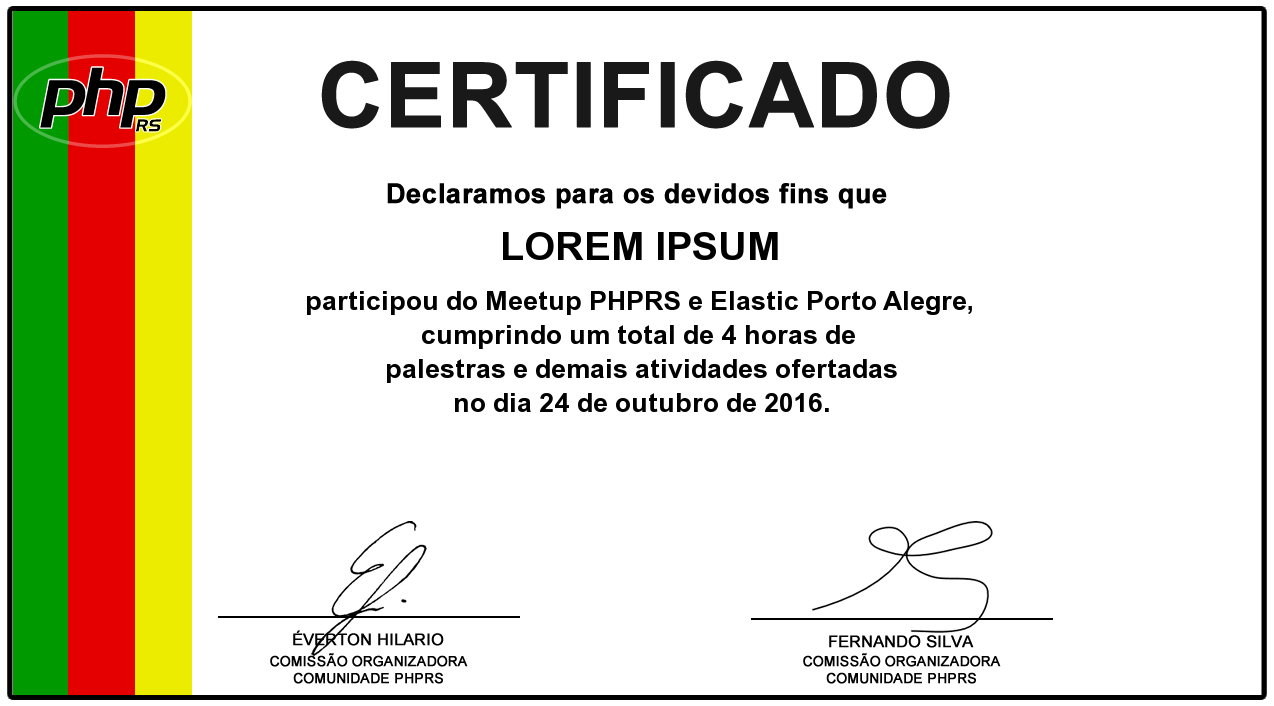 php
RS
CERTIFICADO
Declaramos para os devidos fins que
LOREM IPSUM
participou do Meetup PHPRS e Elastic Porto Alegre,
cumprindo um total de 4 horas de
palestras e demais atividades ofertadas
no dia 24 de outubro de 2016.
ÉVERTON HILARIO
COMISSÃO ORGANIZADORA
COMUNIDADE PHPRS
FERNANDO SILVA
COMISSÃO ORGANIZADORA
COMUNIDADE PHPRS